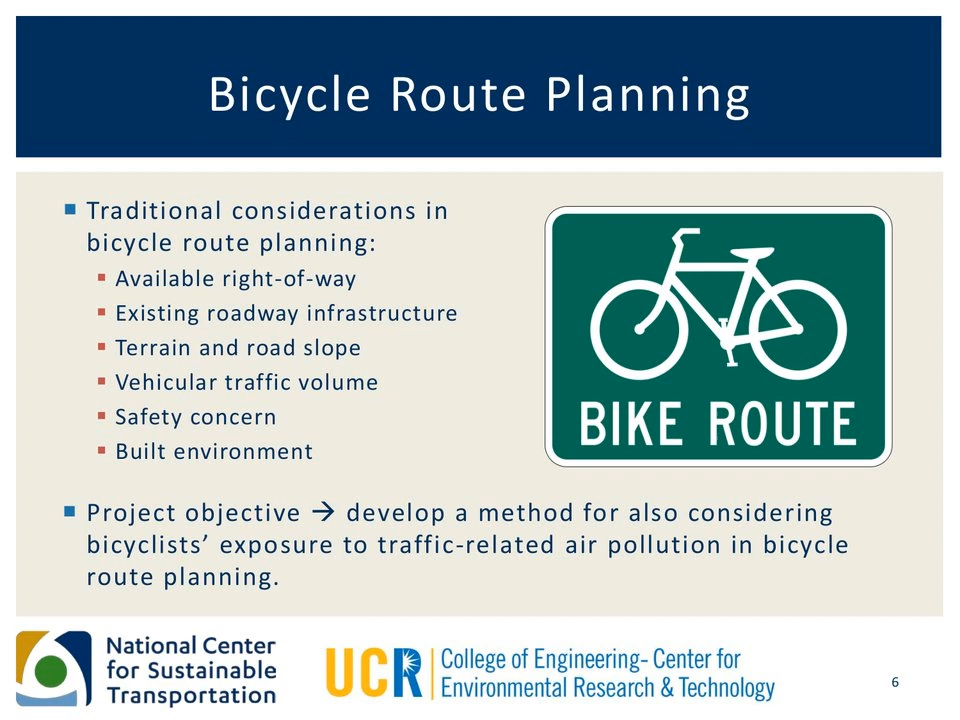 Bicycle Route Planning
Traditional considerations in
bicycle route planning:
Available right-of-way
Existing roadway infrastructure
Terrain and road slope
Vehicular traffic volume
Safety concern
Built environment
BIKE ROUTE
Project objective → develop a method for also considering
bicyclists’ exposure to traffic-related air pollution in bicycle
route planning.
National Center
for Sustainable
Transportation
UCR
College of Engineering- Center for
Environmental Research & Technology
6